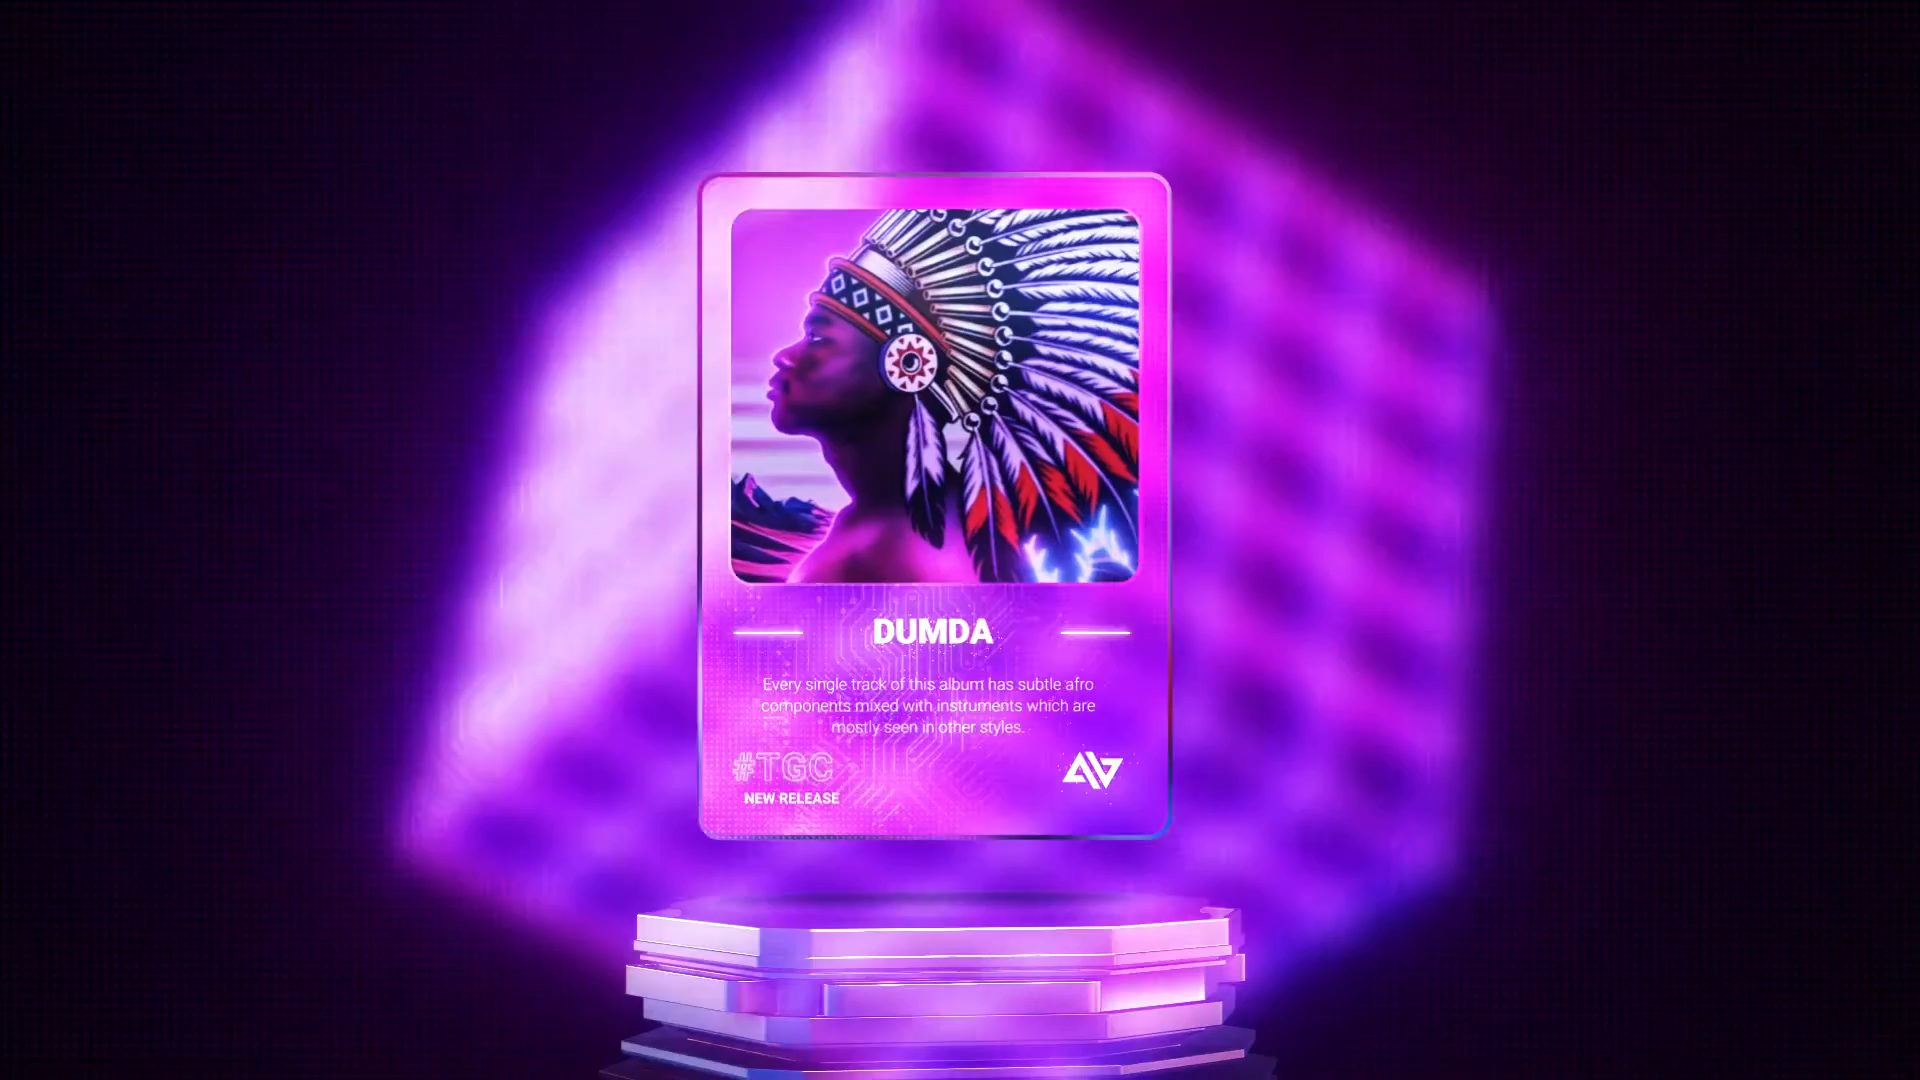 DUMDA
Every single track of this album has subtle afro
components mixed with instruments which are
mostly seen in other styles.
#TGC
NEW RELEASE